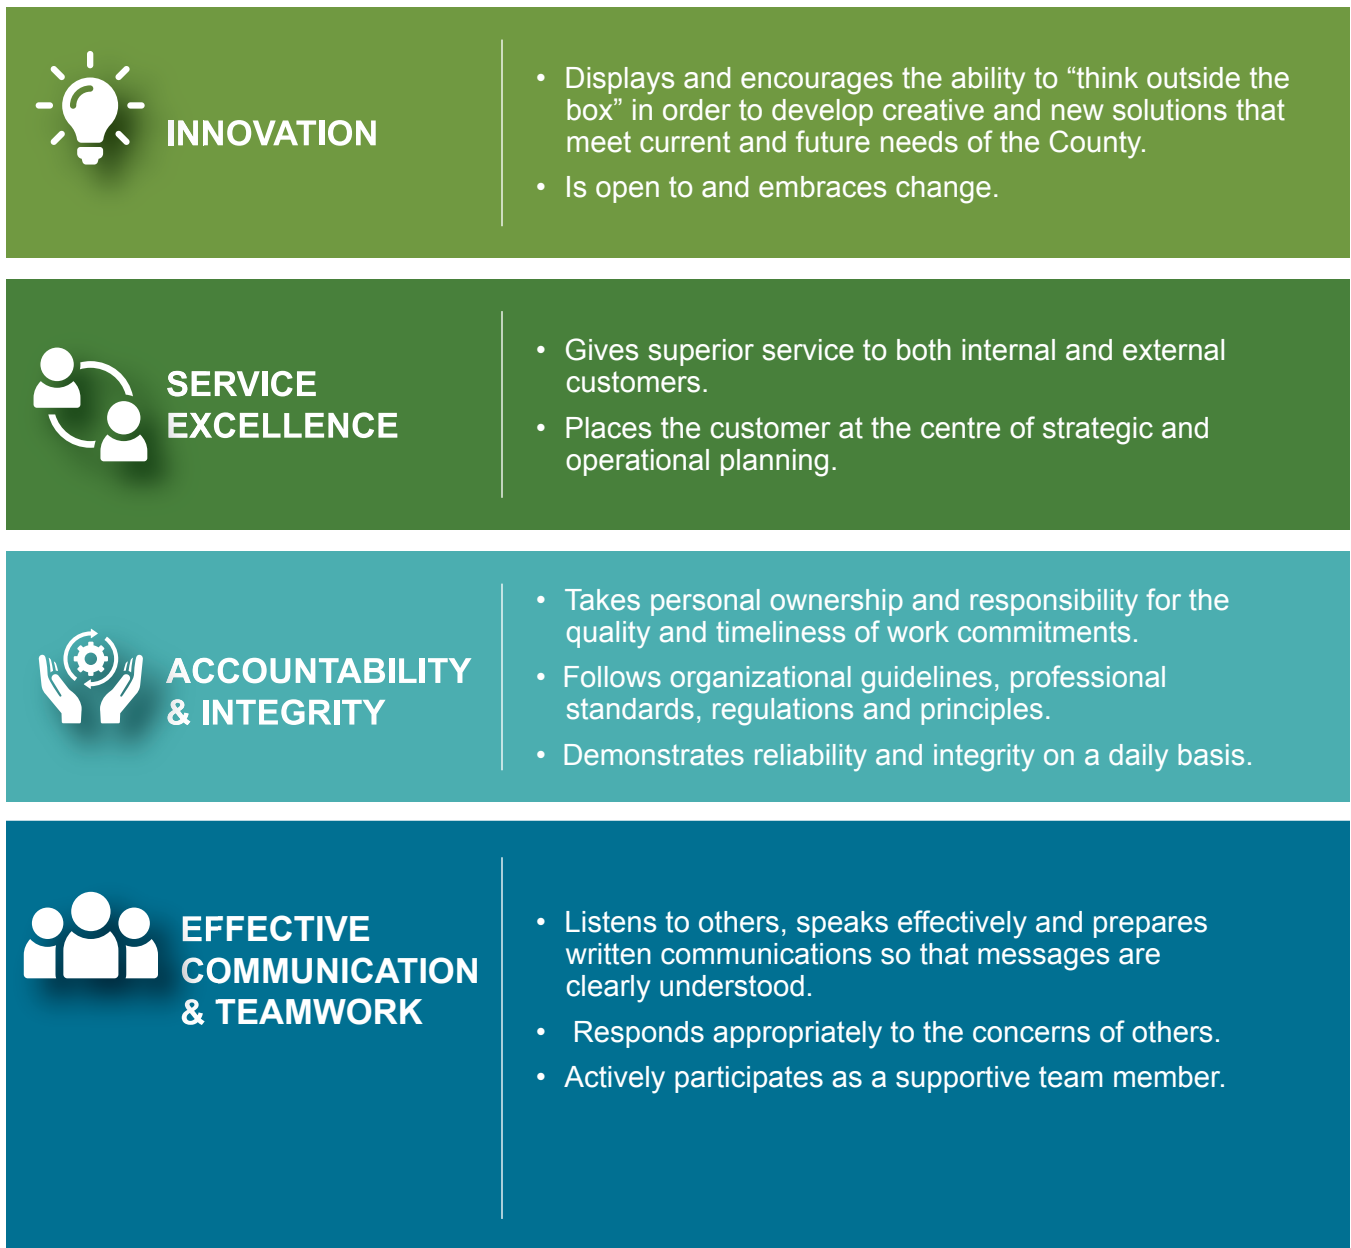 INNOVATION
• Displays and encourages the ability to “think outside the
box” in order to develop creative and new solutions that
meet current and future needs of the County.
• Is open to and embraces change.
SERVICE
EXCELLENCE
• Gives superior service to both internal and external
customers.
• Places the customer at the centre of strategic and
operational planning.
ACCOUNTABILITY
& INTEGRITY
• Takes personal ownership and responsibility for the
quality and timeliness of work commitments.
• Follows organizational guidelines, professional
standards, regulations and principles.
• Demonstrates reliability and integrity on a daily basis.
EFFECTIVE
COMMUNICATION
& TEAMWORK
• Listens to others, speaks effectively and prepares
written communications so that messages are
clearly understood.
• Responds appropriately to the concerns of others.
• Actively participates as a supportive team member.